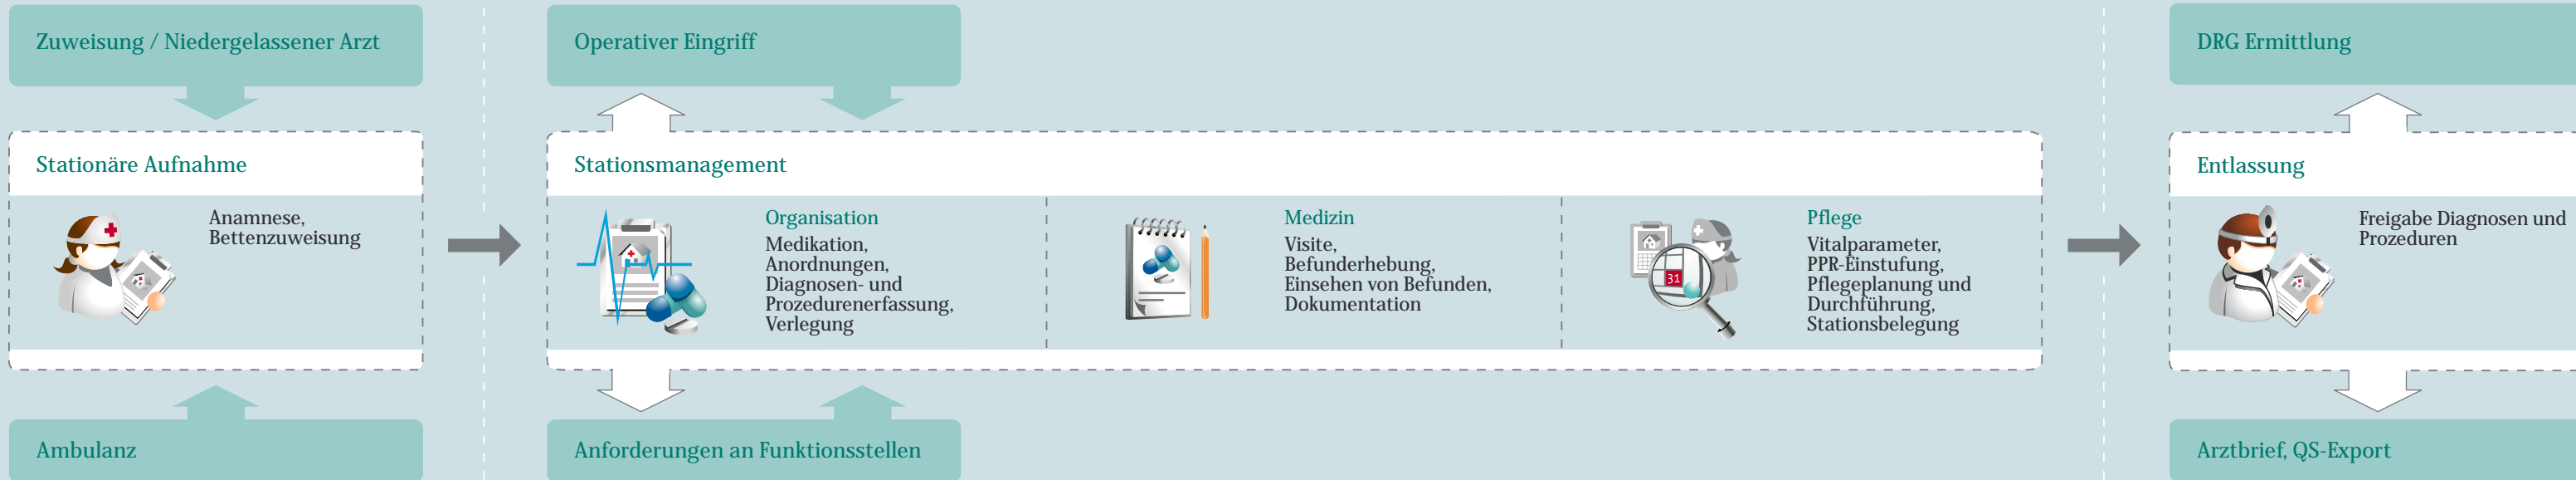 Zuweisung / Niedergelassener Arzt
Stationäre Aufnahme
Anamnese,
Bettenzuweisung
Ambulanz
Operativer Eingriff
Stationsmanagement
Organisation
Medikation,
Anordnungen,
Diagnosen- und
Prozedurenerfassung,
Verlegung
Medizin
Visite,
Befunderhebung,
Einsehen von Befunden,
Dokumentation
Pflege
Vitalparameter,
PPR-Einstufung,
Pflegeplanung und
Durchführung,
Stationsbelegung
31
Anforderungen an Funktionsstellen
DRG Ermittlung
Entlassung
Freigabe Diagnosen und
Prozeduren
Arztbrief, QS-Export